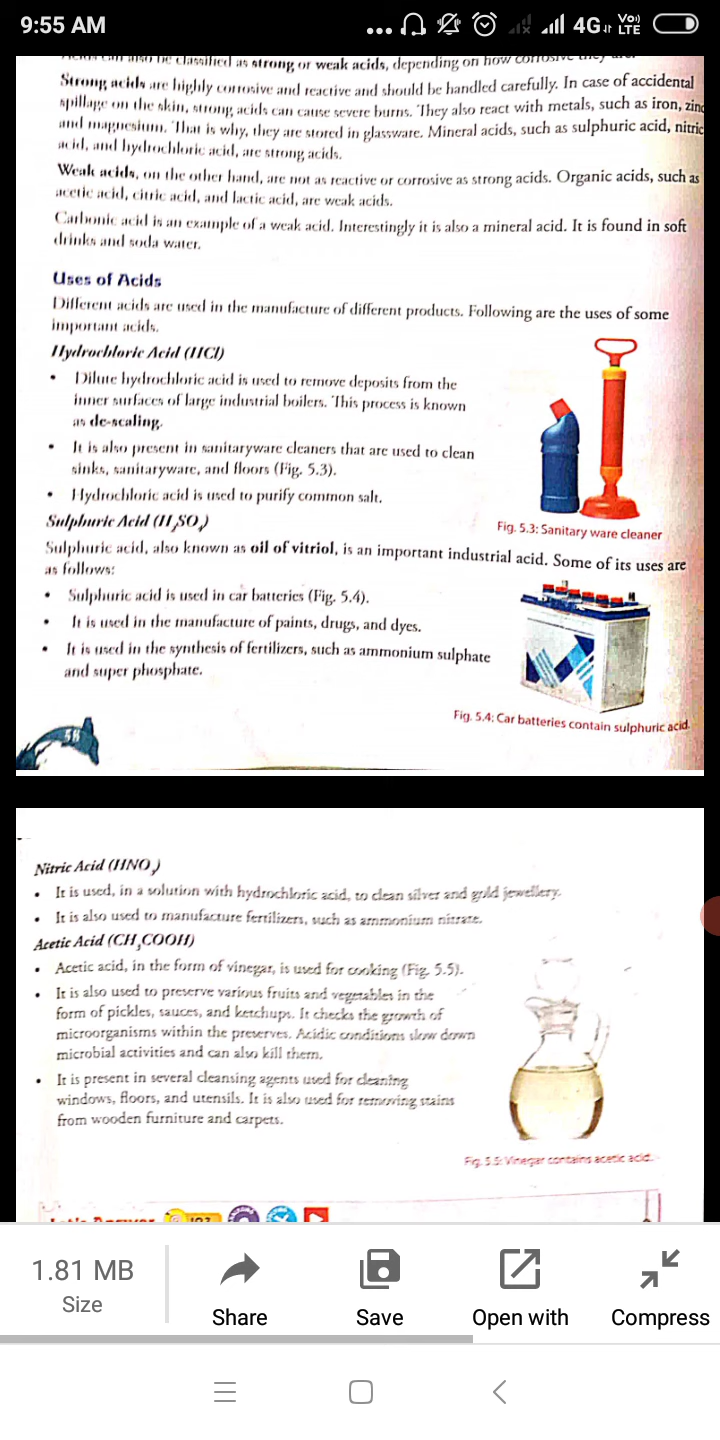 9:55 AM
4G
Vo))
LTE
Acids can also be classified as strong or weak acids, depending on how corrosive they are.
Strong acids are highly corrosive and reactive and should be handled carefully. In case of accidental
spillage on the skin, strong acids can cause severe burns. They also react with metals, such as iron, zinc
and magnesium. That is why, they are stored in glassware. Mineral acids, such as sulphuric acid, nitric
acid, and hydrochloric acid, are strong acids.
Weak acids, on the other hand, are not as reactive or corrosive as strong acids. Organic acids, such as
acetic acid, citric acid, and lactic acid, are weak acids.
Carbonic acid is an example of a weak acid. Interestingly it is also a mineral acid. It is found in soft
drinks and soda water.
Uses of Acids
Different acids are used in the manufacture of different products. Following are the uses of some
important acids.
Hydrochloric Acid (HCl)
• Dilute hydrochloric acid is used to remove deposits from the
inner surfaces of large industrial boilers. This process is known
as de-scaling.
• It is also present in sanitaryware cleaners that are used to clean
sinks, sanitaryware, and floors (Fig. 5.3).
• Hydrochloric acid is used to purify common salt.
Fig. 5.3: Sanitary ware cleaner
Sulphuric Acid (H₂SO₄)
Sulphuric acid, also known as oil of vitriol, is an important industrial acid. Some of its uses are
as follows:
• Sulphuric acid is used in car batteries (Fig. 5.4).
• It is used in the manufacture of paints, drugs, and dyes.
• It is used in the synthesis of fertilizers, such as ammonium sulphate
and super phosphate.
Fig. 5.4: Car batteries contain sulphuric acid.
58
Nitric Acid (HNO₃)
• It is used, in a solution with hydrochloric acid, to clean silver and gold jewellery.
• It is also used to manufacture fertilizers, such as ammonium nitrate.
Acetic Acid (CH₃COOH)
• Acetic acid, in the form of vinegar, is used for cooking (Fig. 5.5).
• It is also used to preserve various fruits and vegetables in the
form of pickles, sauces, and ketchups. It checks the growth of
microorganisms within the preserves. Acidic conditions slow down
microbial activities and can also kill them.
• It is present in several cleansing agents used for cleaning
windows, floors, and utensils. It is also used for removing stains
from wooden furniture and carpets.
Fig. 5.5: Vinegar contains acetic acid.
1.81 MB
Size
Share
Save
Open with
Compress